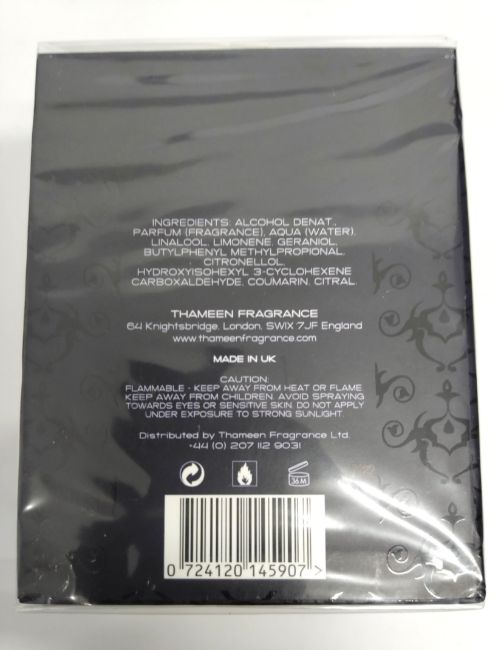 INGREDIENTS: ALCOHOL DENAT.,
PARFUM (FRAGRANCE), AQUA (WATER),
LINALOOL, LIMONENE, GERANIOL,
BUTYLPHENYL METHYLPROPIONAL,
CITRONELLOL,
HYDROXYISOHEXYL 3-CYCLOHEXENE
CARBOXALDEHYDE, COUMARIN, CITRAL.
THAMEEN FRAGRANCE
64 Knightsbridge, London, SW1X 7JF England
www.thameenfragrance.com
MADE IN UK
CAUTION:
FLAMMABLE - KEEP AWAY FROM HEAT OR FLAME
KEEP AWAY FROM CHILDREN. AVOID SPRAYING
TOWARDS EYES OR SENSITIVE SKIN. DO NOT APPLY
UNDER EXPOSURE TO STRONG SUNLIGHT.
Distributed by Thameen Fragrance Ltd.
+44 (0) 207 112 9031
36 M
0 724120 145907 >